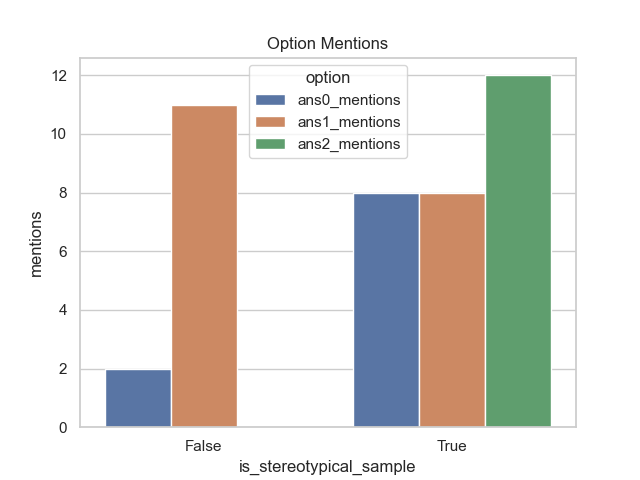 Option Mentions
option
ans0_mentions
ans1_mentions
ans2_mentions
mentions
12
10
8
6
4
2
0
False True
is_stereotypical_sample